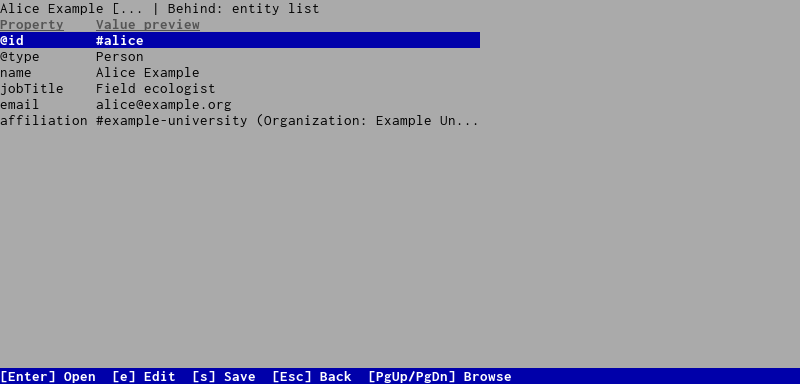 Alice Example [... | Behind: entity list
Property    Value preview
@id         #alice
@type       Person
name        Alice Example
jobTitle    Field ecologist
email       alice@example.org
affiliation #example-university (Organization: Example Un...
[Enter] Open  [e] Edit  [s] Save  [Esc] Back  [PgUp/PgDn] Browse